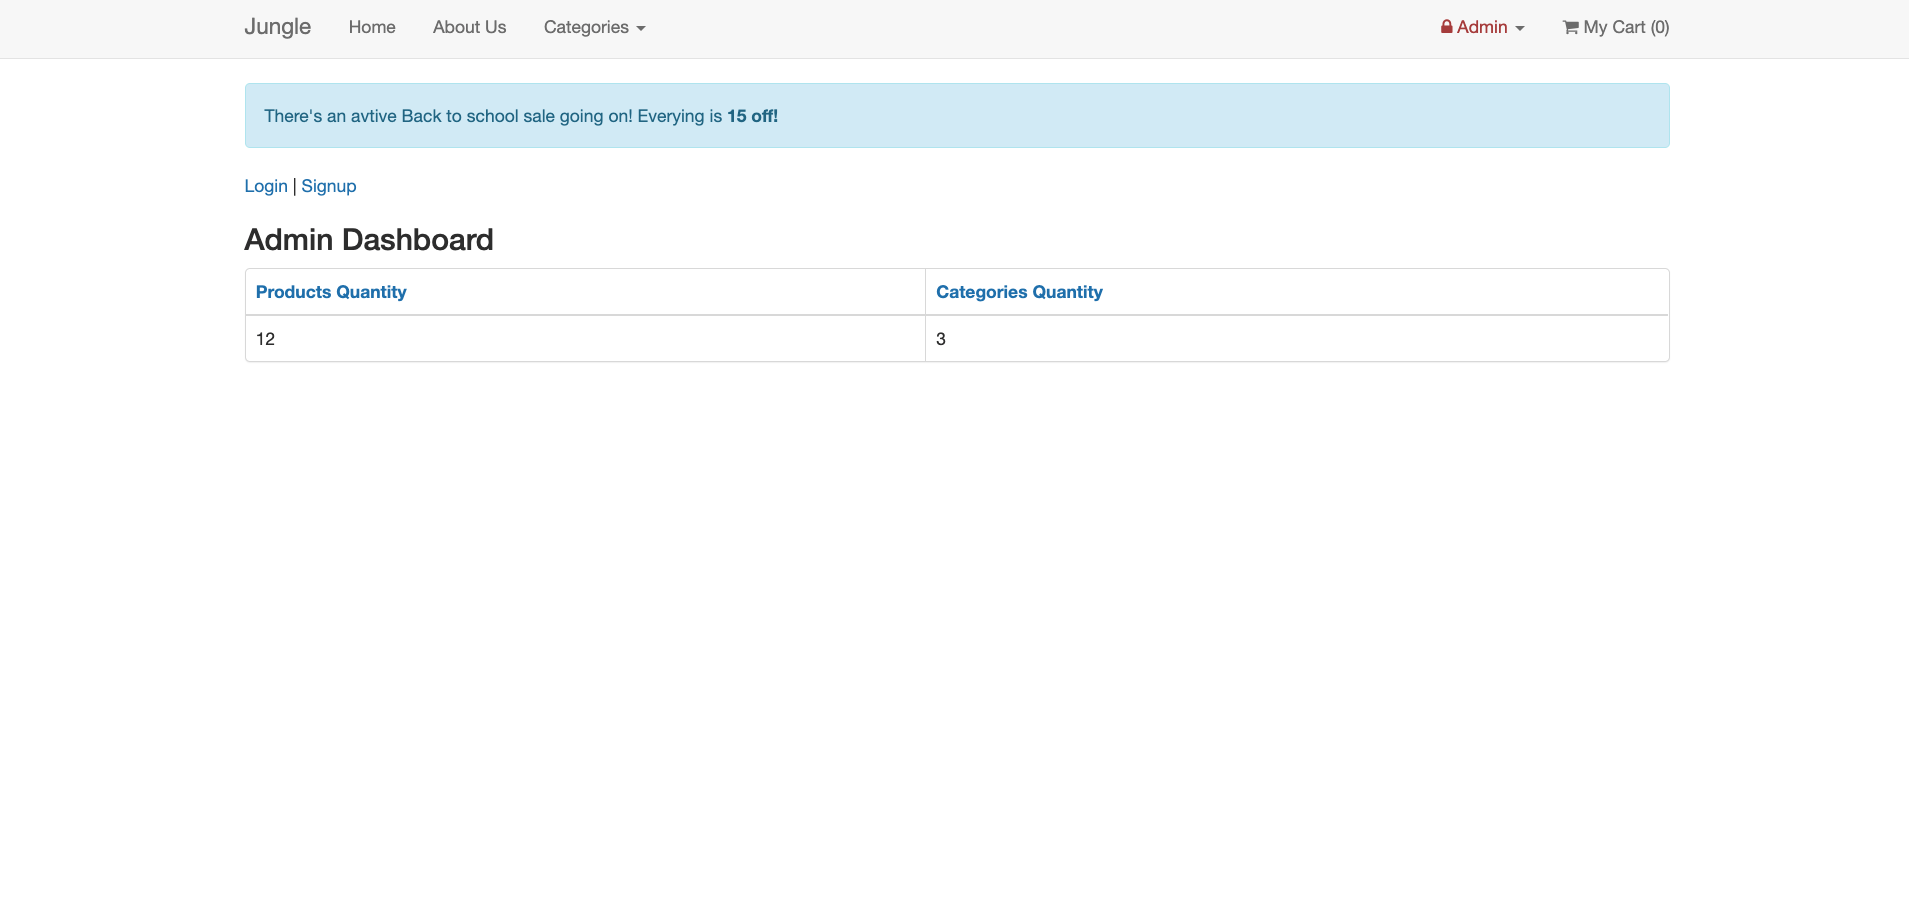 Jungle Home About Us Categories Admin My Cart (0)
There's an avtive Back to school sale going on! Everying is 15 off!
Login | Signup
Admin Dashboard
Products Quantity Categories Quantity
12 3